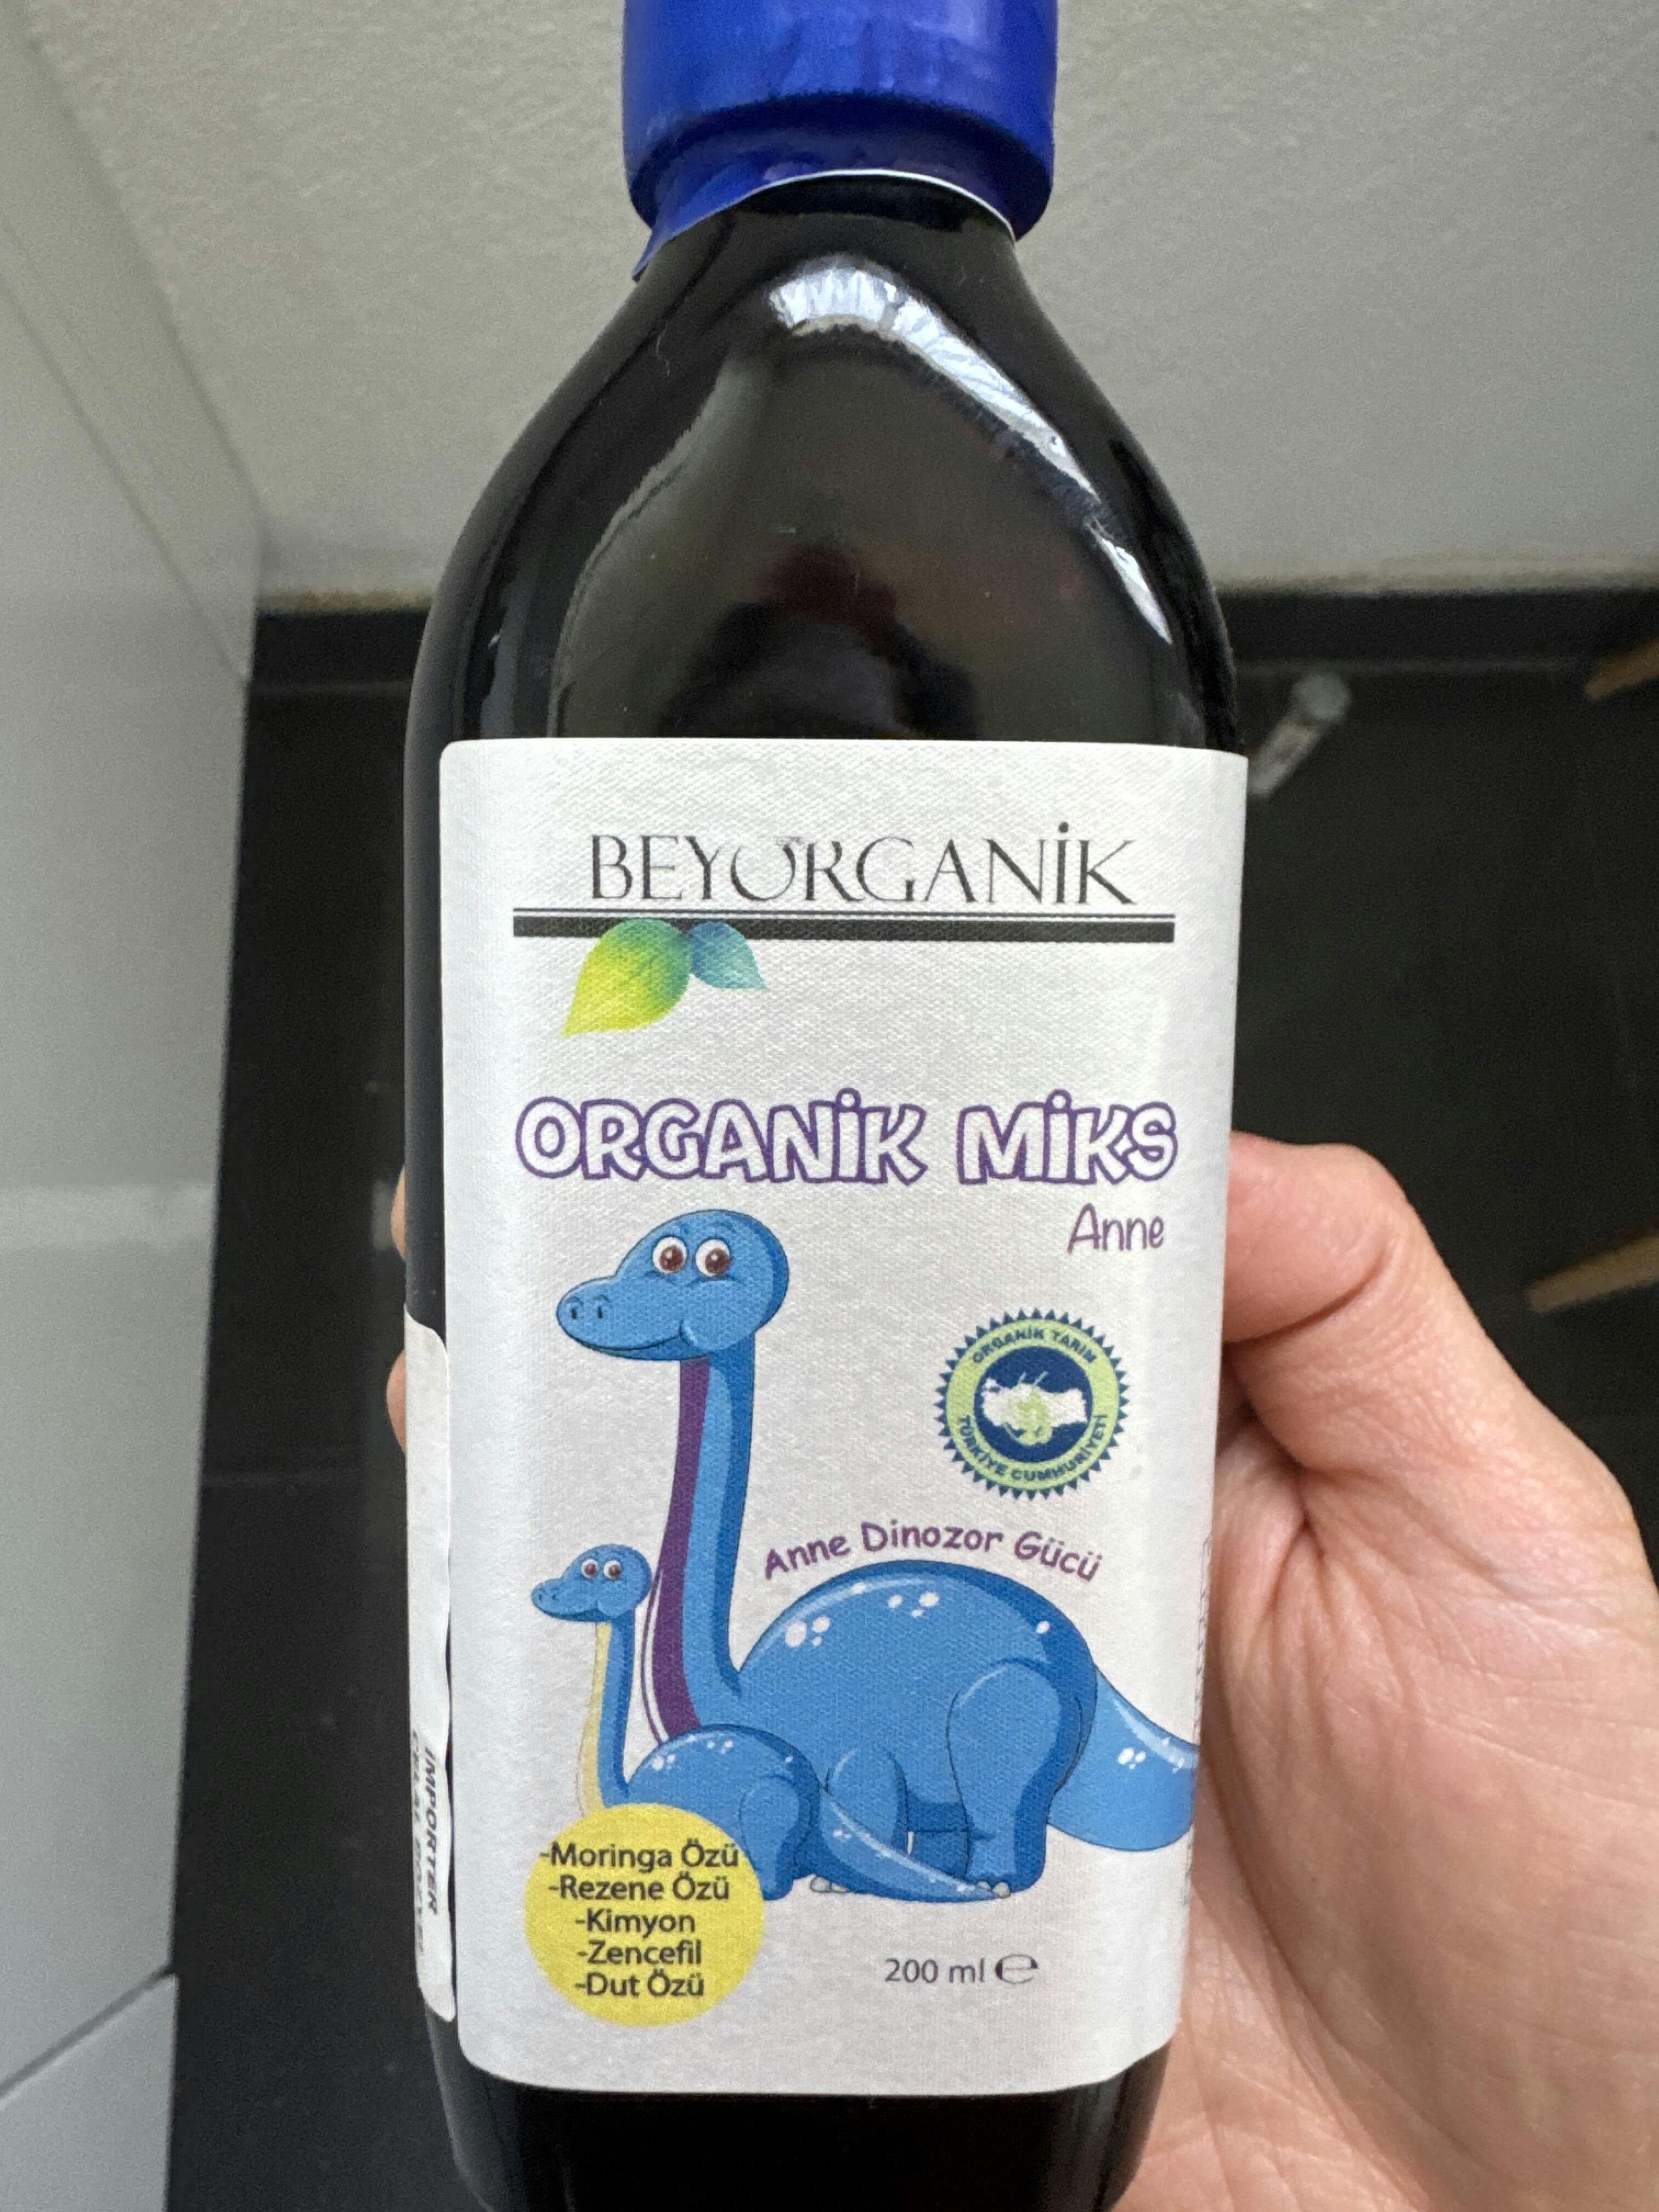 BEYORGANİK
ORGANİK MİKS
Anne
ORGANİK TARIM
TÜRKİYE CUMHURİYETİ
Anne Dinozor Gücü
-Moringa Özü
-Rezene Özü
-Kimyon
-Zencefil
-Dut Özü
200 ml ℮
IMPORTER